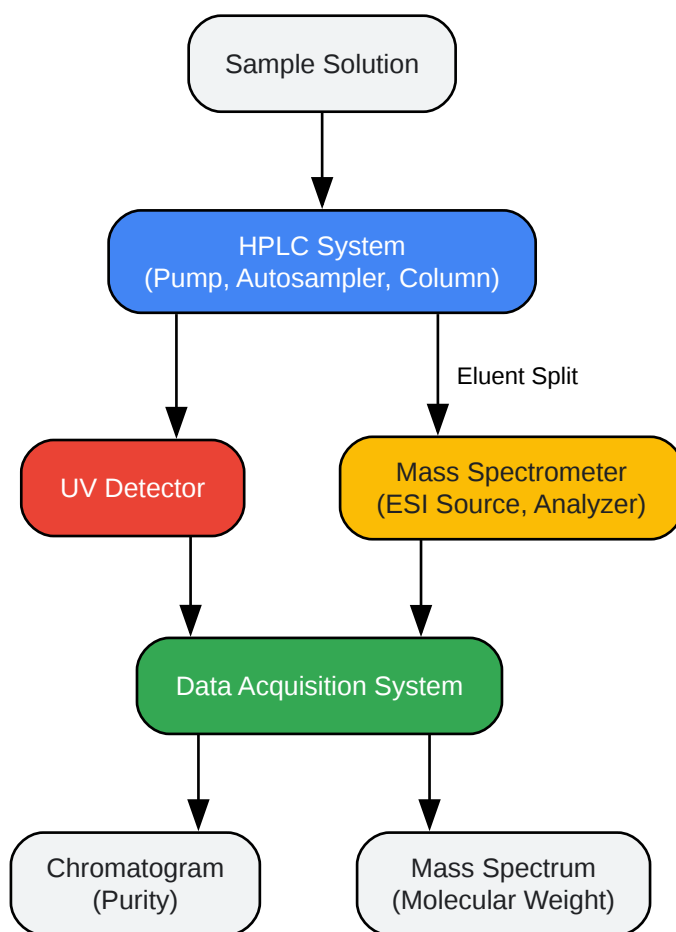 Sample Solution
HPLC System
(Pump, Autosampler, Column)
Eluent Split
UV Detector
Mass Spectrometer
(ESI Source, Analyzer)
Data Acquisition System
Chromatogram
(Purity)
Mass Spectrum
(Molecular Weight)